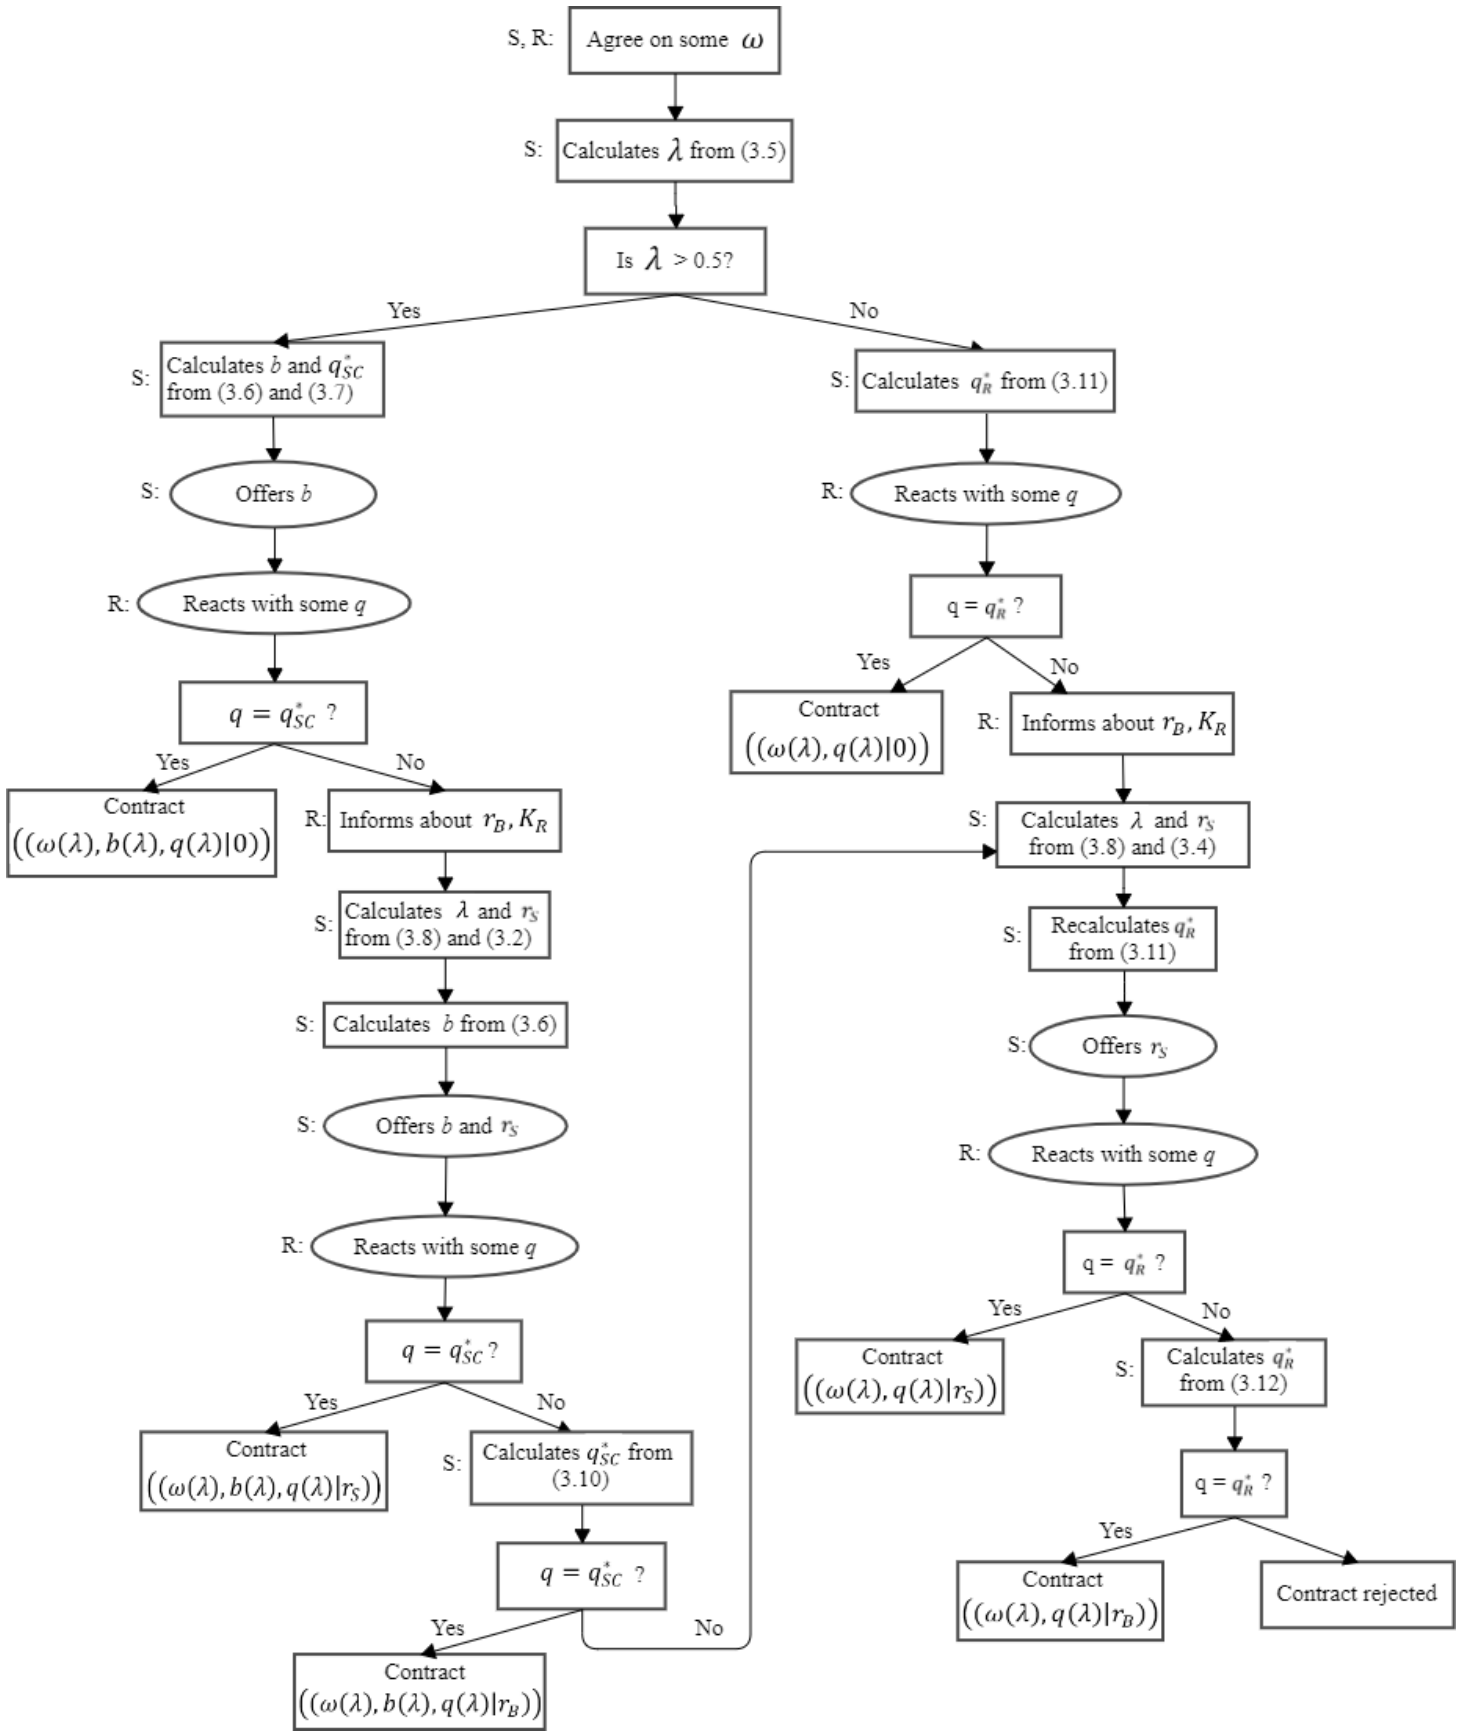 S, R:
Agree on some ω
S:
Calculates λ from (3.5)
Is λ > 0.5?
Yes
No
S:
Calculates b and q*SC
from (3.6) and (3.7)
S:
Offers b
R:
Reacts with some q
q = q*SC ?
Yes
No
Contract
((ω(λ), b(λ), q(λ)|0))
R:
Informs about rB, KR
S:
Calculates λ and rS
from (3.8) and (3.2)
S:
Calculates b from (3.6)
S:
Offers b and rS
R:
Reacts with some q
q = q*SC ?
Yes
No
Contract
((ω(λ), b(λ), q(λ)|rS))
S:
Calculates q*SC from
(3.10)
q = q*SC ?
Yes
No
Contract
((ω(λ), b(λ), q(λ)|rB))
S:
Calculates q*R from (3.11)
R:
Reacts with some q
q = q*R ?
Yes
No
Contract
((ω(λ), q(λ)|0))
R:
Informs about rB, KR
S:
Calculates λ and rS
from (3.8) and (3.4)
S:
Recalculates q*R
from (3.11)
S:
Offers rS
R:
Reacts with some q
q = q*R ?
Yes
No
Contract
((ω(λ), q(λ)|rS))
S:
Calculates q*R
from (3.12)
q = q*R ?
Yes
Contract
((ω(λ), q(λ)|rB))
Contract rejected